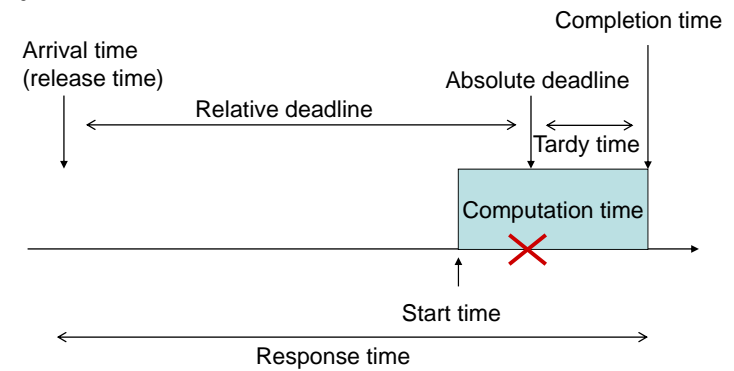 Completion time
Arrival time
(release time)
Absolute deadline
Relative deadline
Tardy time
Computation time
Start time
Response time